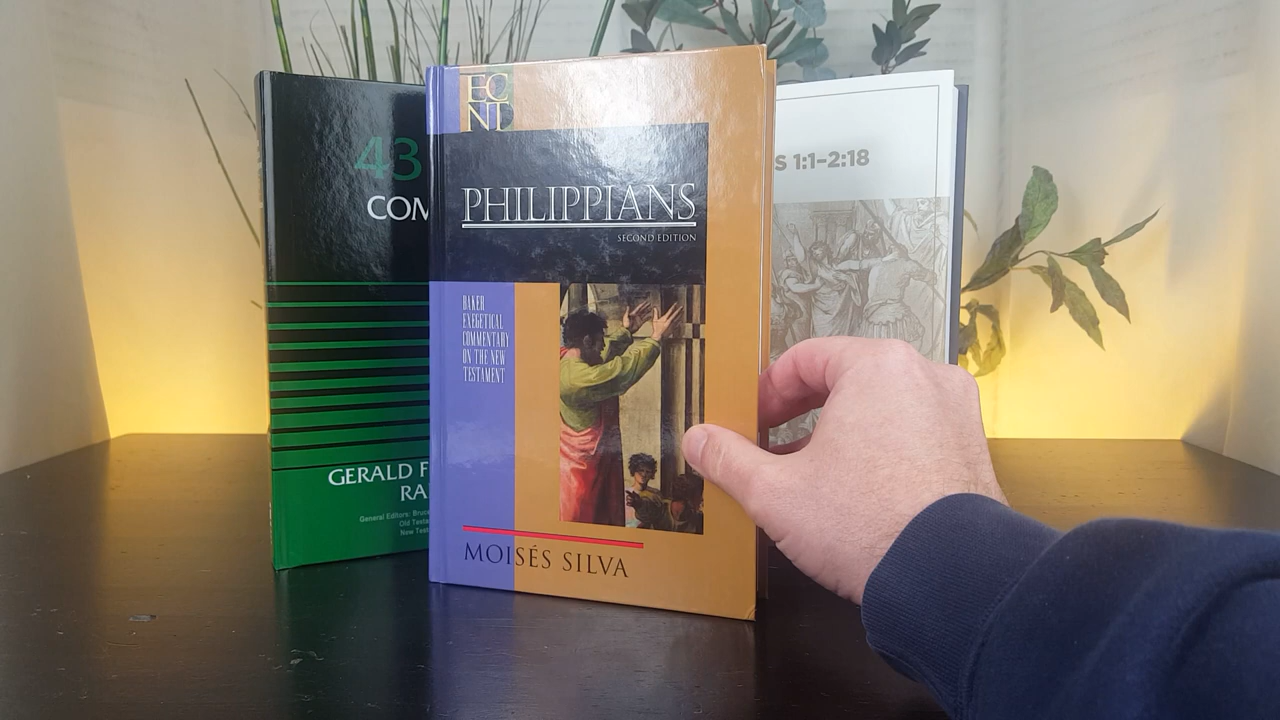 43
COM
GERALD F
RA
General Editors: Bruce
Old Testa
New Test
EC
NT
PHILIPPIANS
SECOND EDITION
BAKER
EXEGETICAL
COMMENTARY
ON THE NEW
TESTAMENT
MOISÉS SILVA
S 1:1–2:18